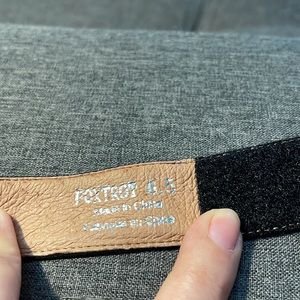 FOXTROT 6.5
Made in China
Fabriqué en Chine